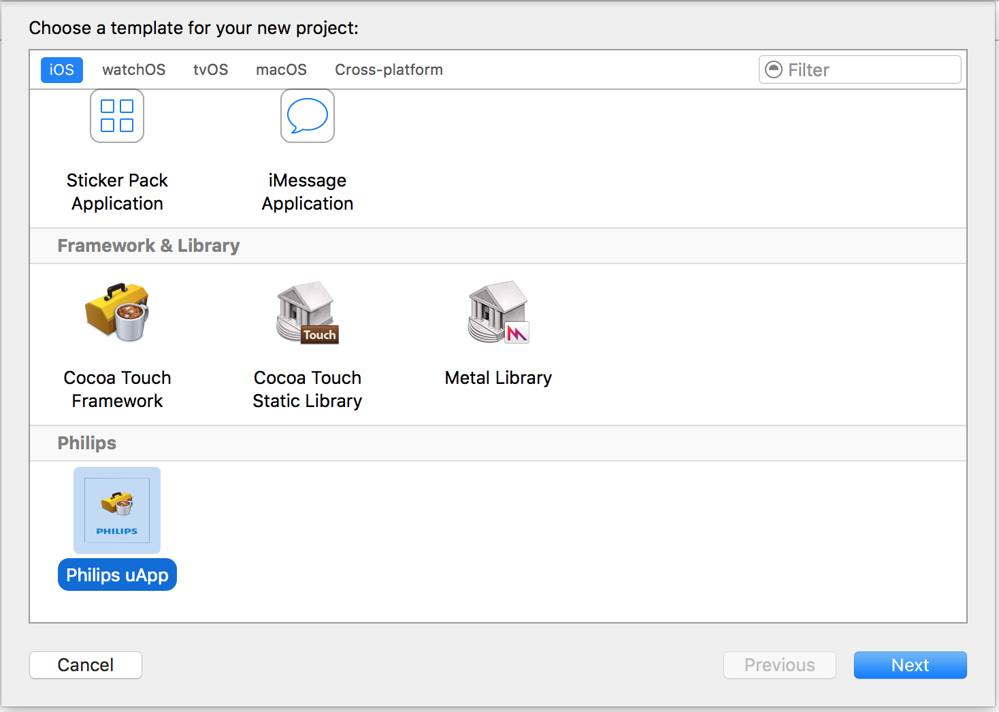 Choose a template for your new project:
iOS watchOS tvOS macOS Cross-platform Filter
Sticker Pack Application
iMessage Application
Framework & Library
Touch
Cocoa Touch Framework
Cocoa Touch Static Library
Metal Library
Philips
PHILIPS
Philips uApp
Cancel Previous Next